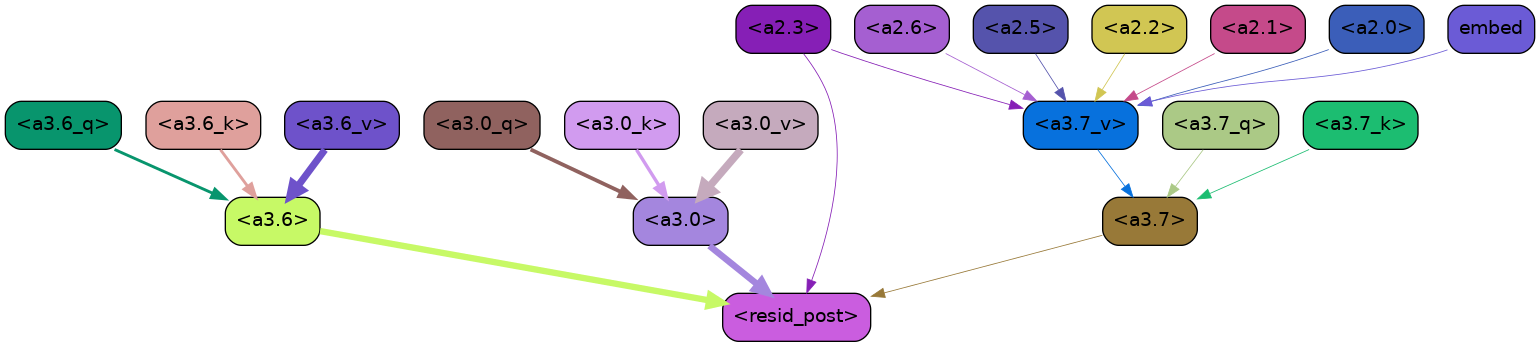 <a2.3>
<a2.6>
<a2.5>
<a2.2>
<a2.1>
<a2.0>
embed
<a3.6_q>
<a3.6_k>
<a3.6_v>
<a3.0_q>
<a3.0_k>
<a3.0_v>
<a3.7_v>
<a3.7_q>
<a3.7_k>
<a3.6>
<a3.0>
<a3.7>
<resid_post>